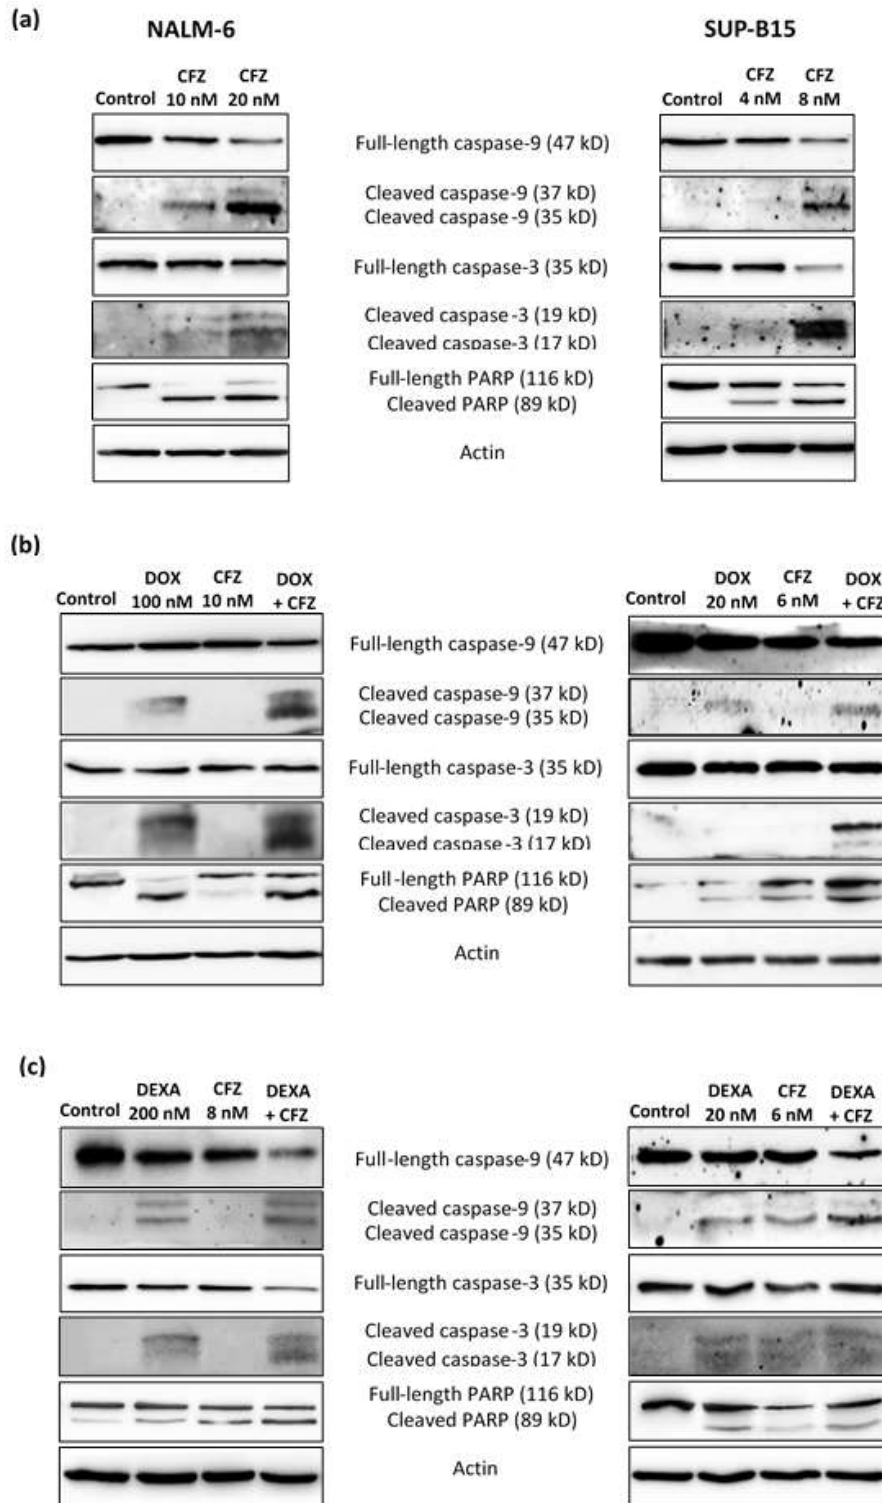 (a)
NALM-6
SUP-B15
CFZ CFZ
Control 10 nM 20 nM
CFZ CFZ
Control 4 nM 8 nM
Full-length caspase-9 (47 kD)
Cleaved caspase-9 (37 kD)
Cleaved caspase-9 (35 kD)
Full-length caspase-3 (35 kD)
Cleaved caspase-3 (19 kD)
Cleaved caspase-3 (17 kD)
Full-length PARP (116 kD)
Cleaved PARP (89 kD)
Actin
(b)
DOX CFZ DOX
Control 100 nM 10 nM + CFZ
DOX CFZ DOX
Control 20 nM 6 nM + CFZ
Full-length caspase-9 (47 kD)
Cleaved caspase-9 (37 kD)
Cleaved caspase-9 (35 kD)
Full-length caspase-3 (35 kD)
Cleaved caspase-3 (19 kD)
Cleaved caspase-3 (17 kD)
Full-length PARP (116 kD)
Cleaved PARP (89 kD)
Actin
(c)
DEXA CFZ DEXA
Control 200 nM 8 nM + CFZ
DEXA CFZ DEXA
Control 20 nM 6 nM + CFZ
Full-length caspase-9 (47 kD)
Cleaved caspase-9 (37 kD)
Cleaved caspase-9 (35 kD)
Full-length caspase-3 (35 kD)
Cleaved caspase-3 (19 kD)
Cleaved caspase-3 (17 kD)
Full-length PARP (116 kD)
Cleaved PARP (89 kD)
Actin